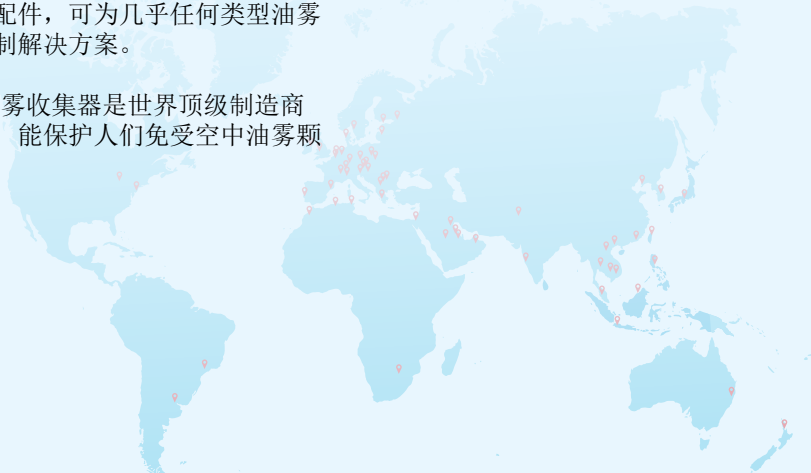 配件，可为几乎任何类型油雾
制解决方案。
雾收集器是世界顶级制造商
能保护人们免受空中油雾颗